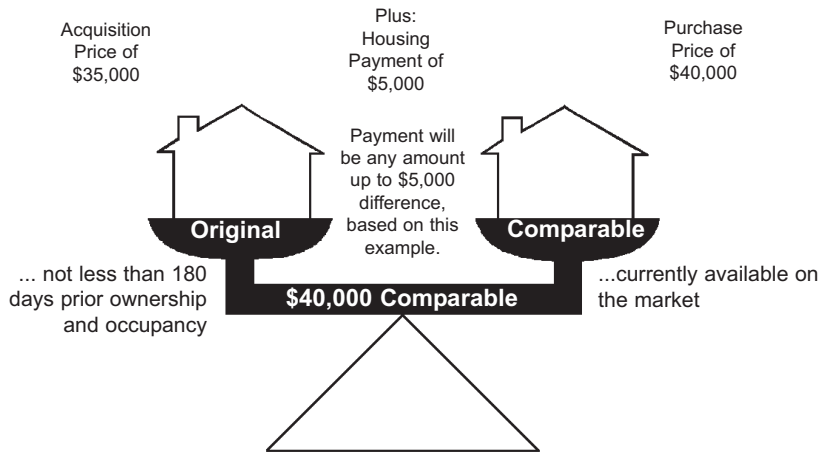 Acquisition
Price of
$35,000
Plus:
Housing
Payment of
$5,000
Purchase
Price of
$40,000
Payment will
be any amount
up to $5,000
difference,
based on this
example.
Original
Comparable
... not less than 180
days prior ownership
and occupancy
$40,000 Comparable
...currently available on
the market